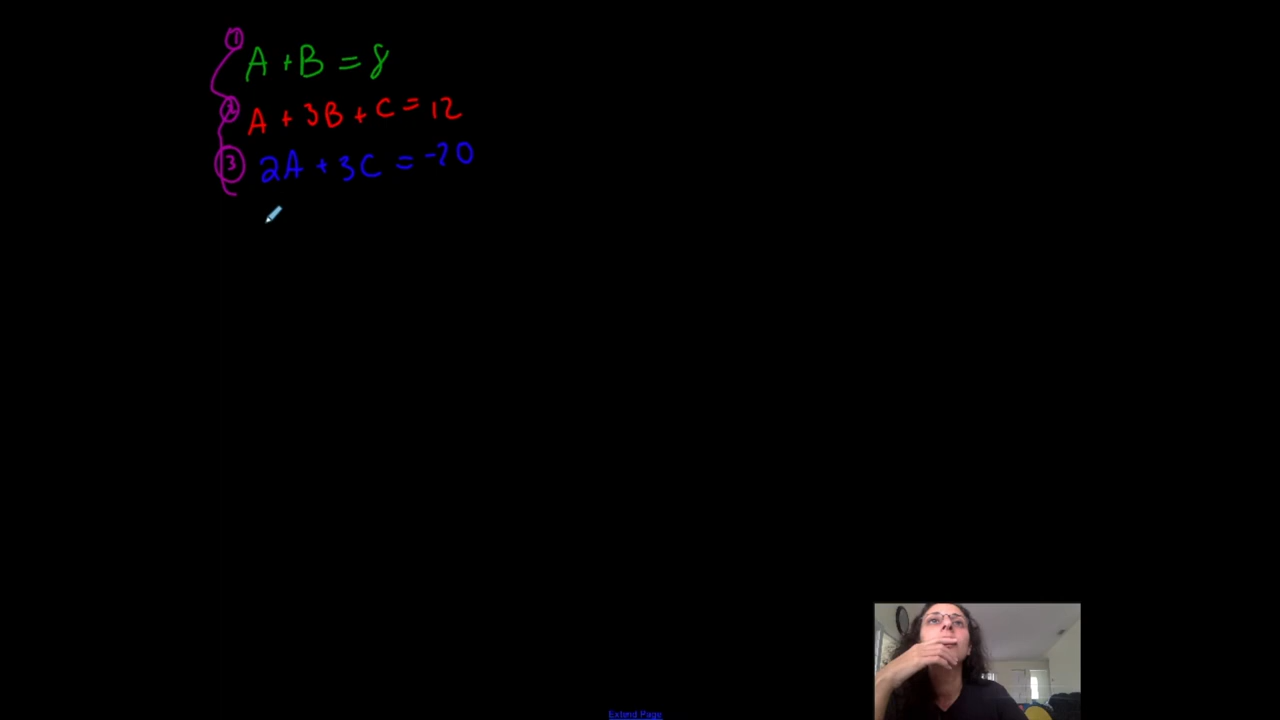 ① A + B = 8
② A + 3B + C = 12
③ 2A + 3C = -20
Extend Page